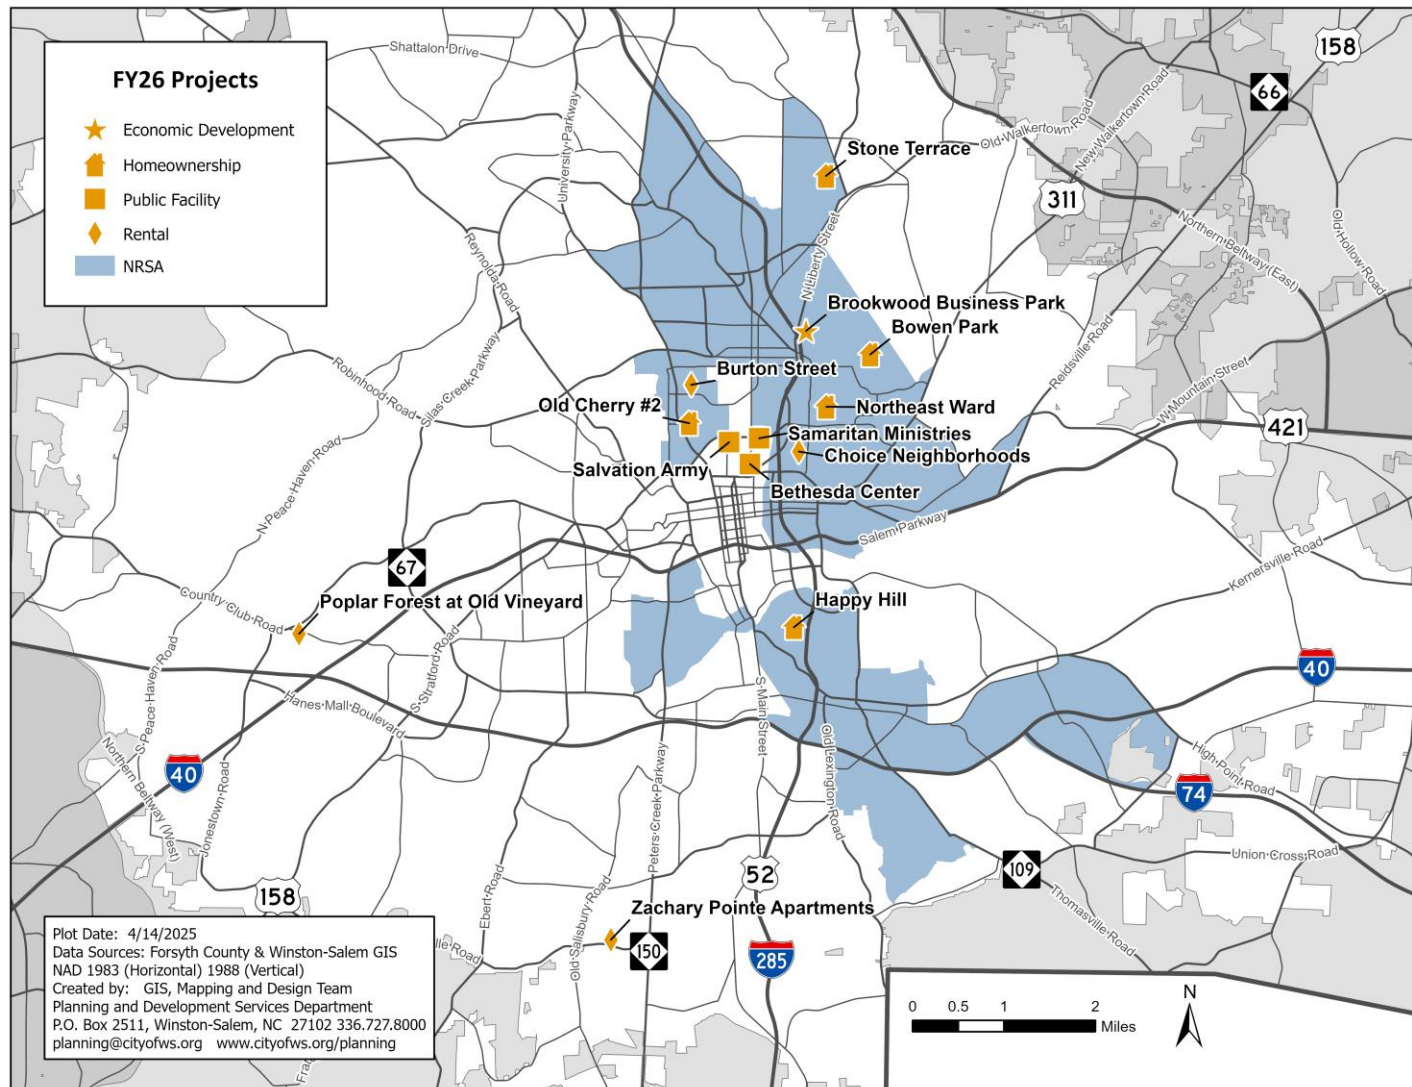 FY26 Projects
Economic Development
Homeownership
Public Facility
Rental
NRSA
Shattalon Drive
University Parkway
Reynolda Road
Silas Creek Parkway
Robinhood Road
N Peace Haven Road
158
66
Old Walkertown Road
New Walkertown Road
311
Northern Beltway (East)
Old Hollow Road
Stone Terrace
N Liberty Street
Brookwood Business Park
Bowen Park
Burton Street
Old Cherry #2
Northeast Ward
Samaritan Ministries
Choice Neighborhoods
Salvation Army
Bethesda Center
Reidsville Road
W Mountain Street
421
Salem Parkway
Kernersville Road
67
Country Club Road
Poplar Forest at Old Vineyard
S Stratford Road
Hanes Mall Boulevard
S Peace Haven Road
Northern Beltway (West)
40
Jonestown Road
158
Happy Hill
S Main Street
Old Lexington Road
40
High Point Road
74
Union Cross Road
109
Thomasville Road
52
Peters Creek Parkway
Ebert Road
Old Salisbury Road
Zachary Pointe Apartments
150
285
lle Road
Plot Date: 4/14/2025
Data Sources: Forsyth County & Winston-Salem GIS
NAD 1983 (Horizontal) 1988 (Vertical)
Created by: GIS, Mapping and Design Team
Planning and Development Services Department
P.O. Box 2511, Winston-Salem, NC 27102 336.727.8000
planning@cityofws.org www.cityofws.org/planning
0 0.5 1 2
Miles
N